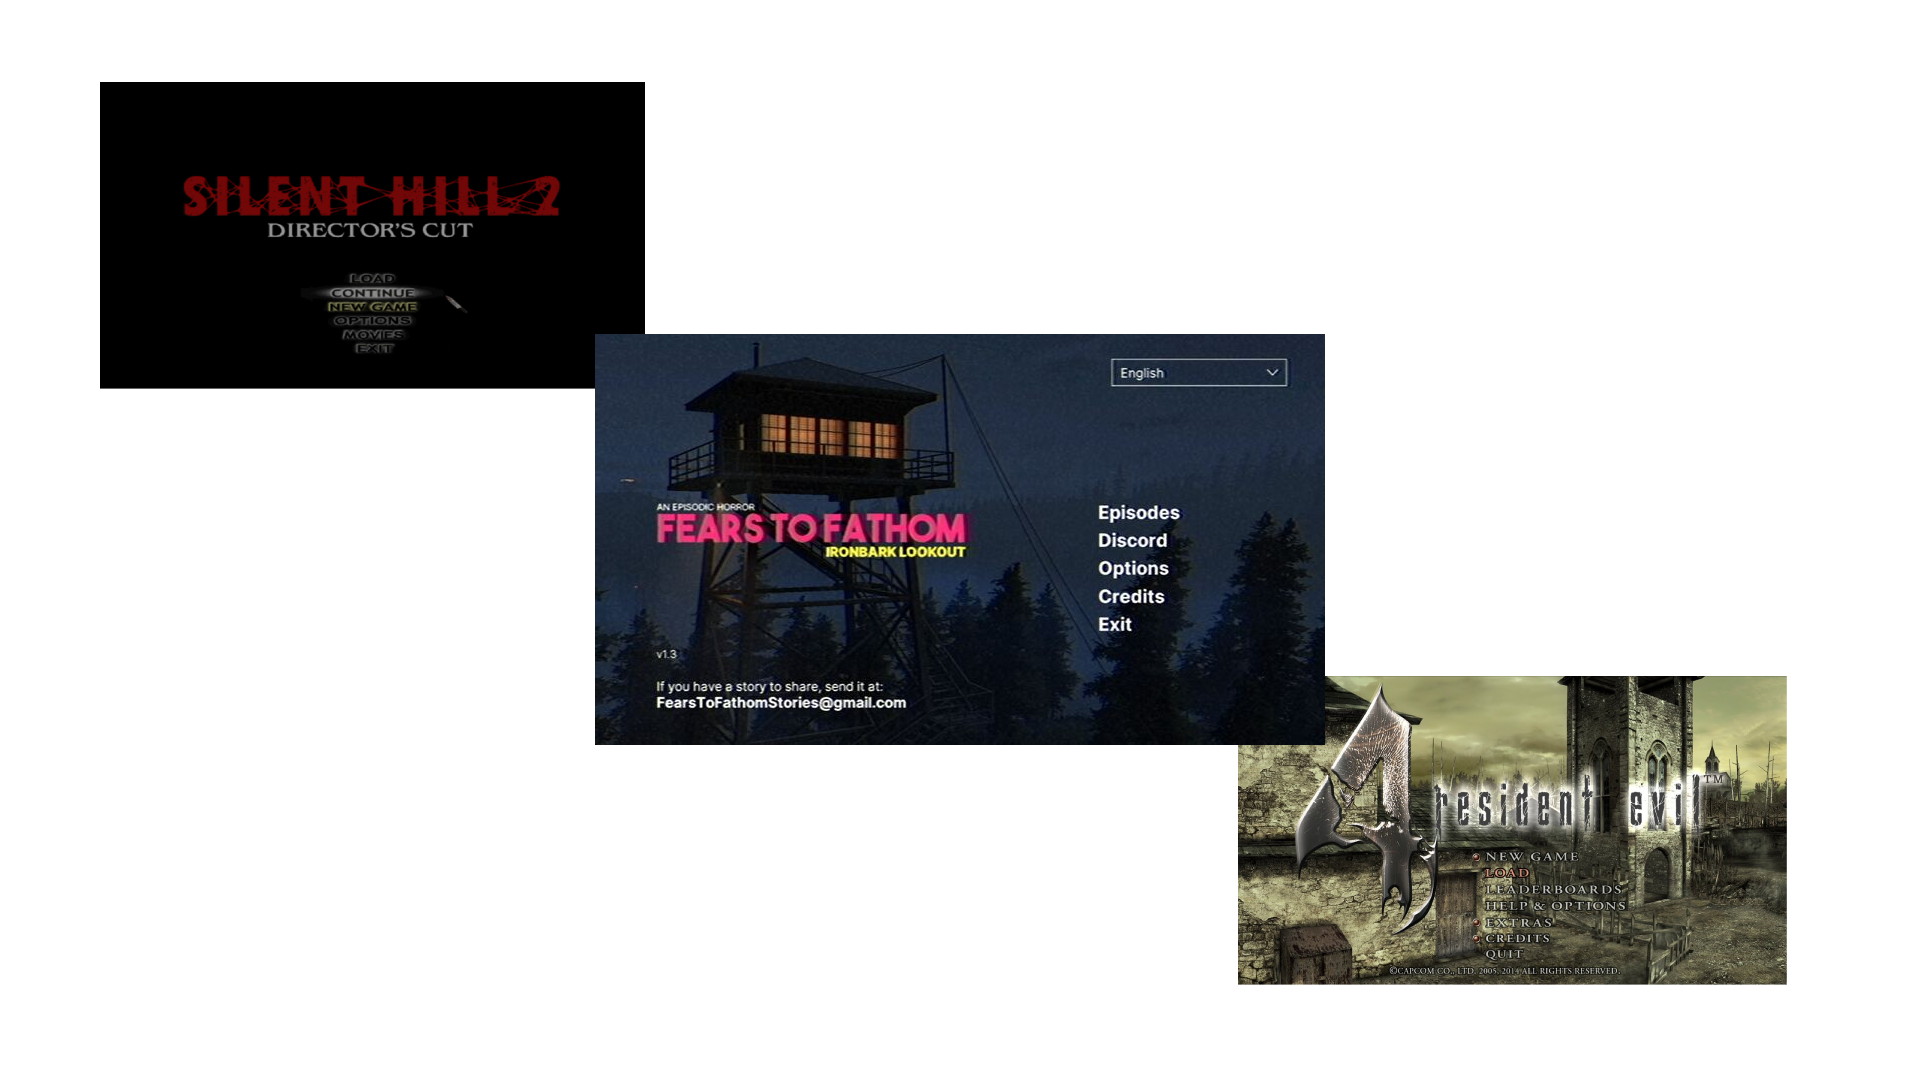 SILENT HILL 2
DIRECTOR'S CUT
LOAD
CONTINUE
NEW GAME
OPTIONS
MOVIES
EXIT
English
AN EPISODIC HORROR
FEARS TO FATHOM
IRONBARK LOOKOUT
Episodes
Discord
Options
Credits
Exit
v1.3
If you have a story to share, send it at:
FearsToFathomStories@gmail.com
4 resident evil™
NEW GAME
LOAD
LEADERBOARDS
HELP & OPTIONS
EXTRAS
CREDITS
QUIT
©CAPCOM CO., LTD. 2005, 2014 ALL RIGHTS RESERVED.